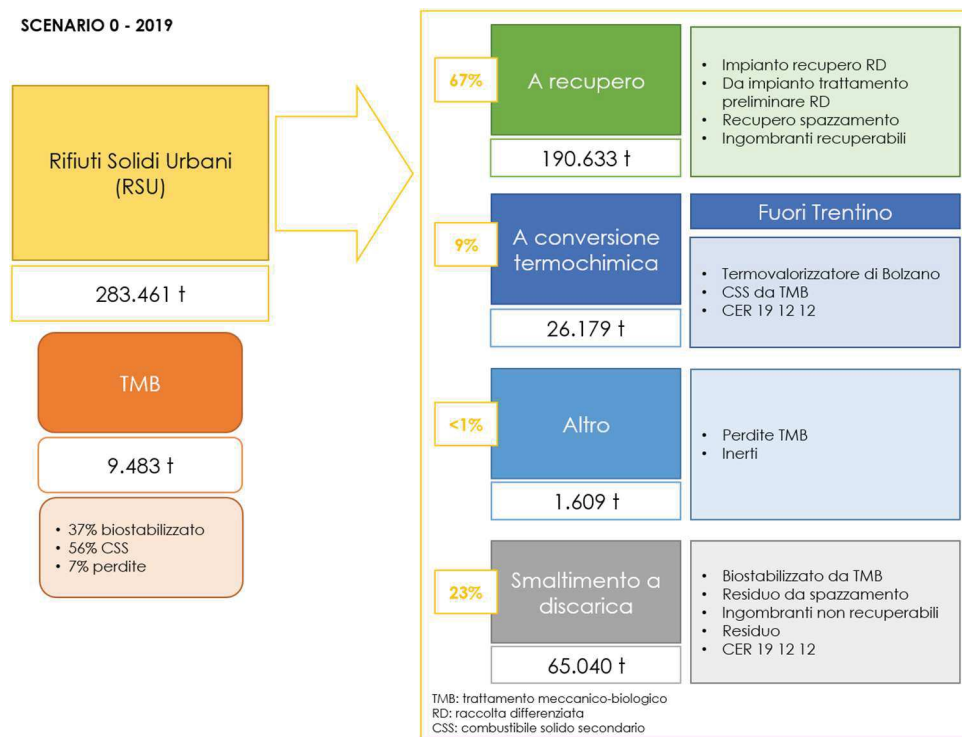 SCENARIO 0 - 2019
Rifiuti Solidi Urbani
(RSU)
283.461 t
TMB
9.483 t
• 37% biostabilizzato
• 56% CSS
• 7% perdite
67%
A recupero
190.633 t
• Impianto recupero RD
• Da impianto trattamento
preliminare RD
• Recupero spazzamento
• Ingombranti recuperabili
9%
A conversione
termochimica
26.179 t
Fuori Trentino
• Termovalorizzatore di Bolzano
• CSS da TMB
• CER 19 12 12
<1%
Altro
1.609 t
• Perdite TMB
• Inerti
23%
Smaltimento a
discarica
65.040 t
• Biostabilizzato da TMB
• Residuo da spazzamento
• Ingombranti non recuperabili
• Residuo
• CER 19 12 12
TMB: trattamento meccanico-biologico
RD: raccolta differenziata
CSS: combustibile solido secondario